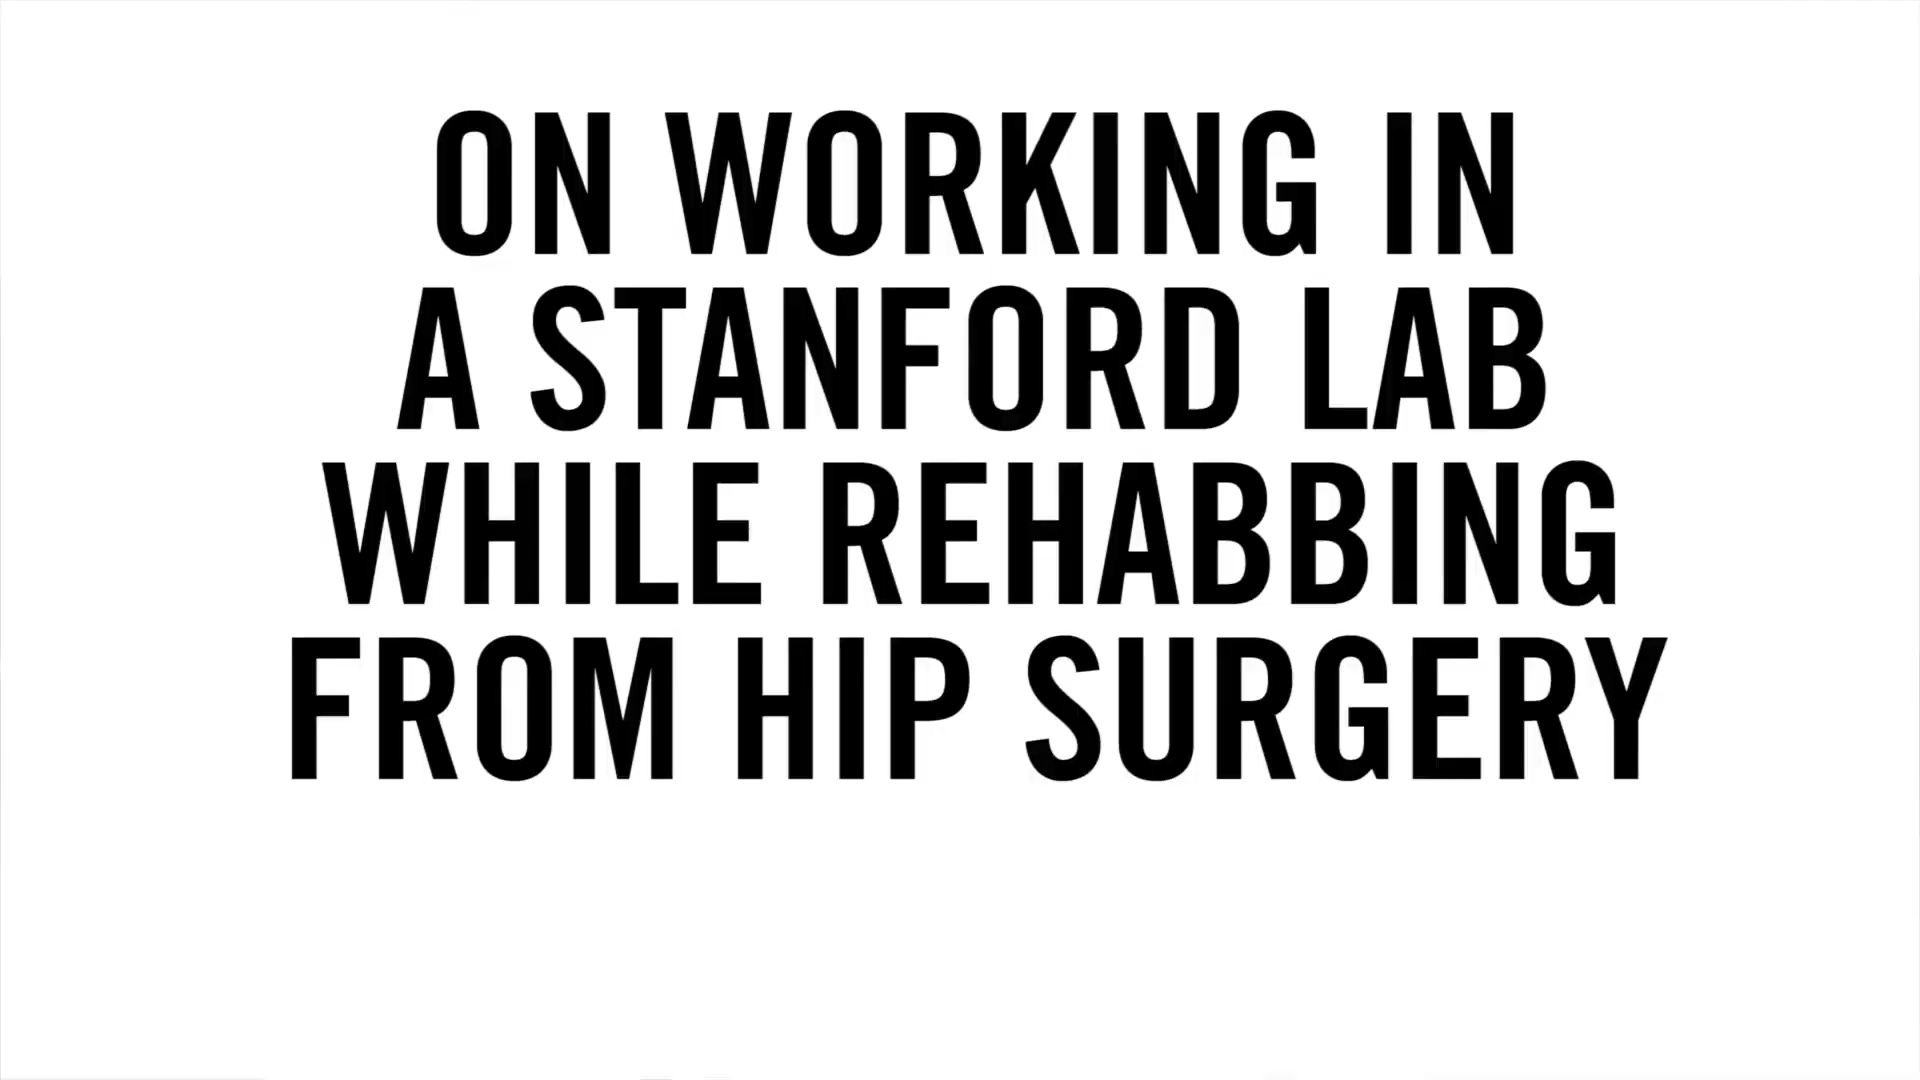 ON WORKING IN
A STANFORD LAB
WHILE REHABBING
FROM HIP SURGERY